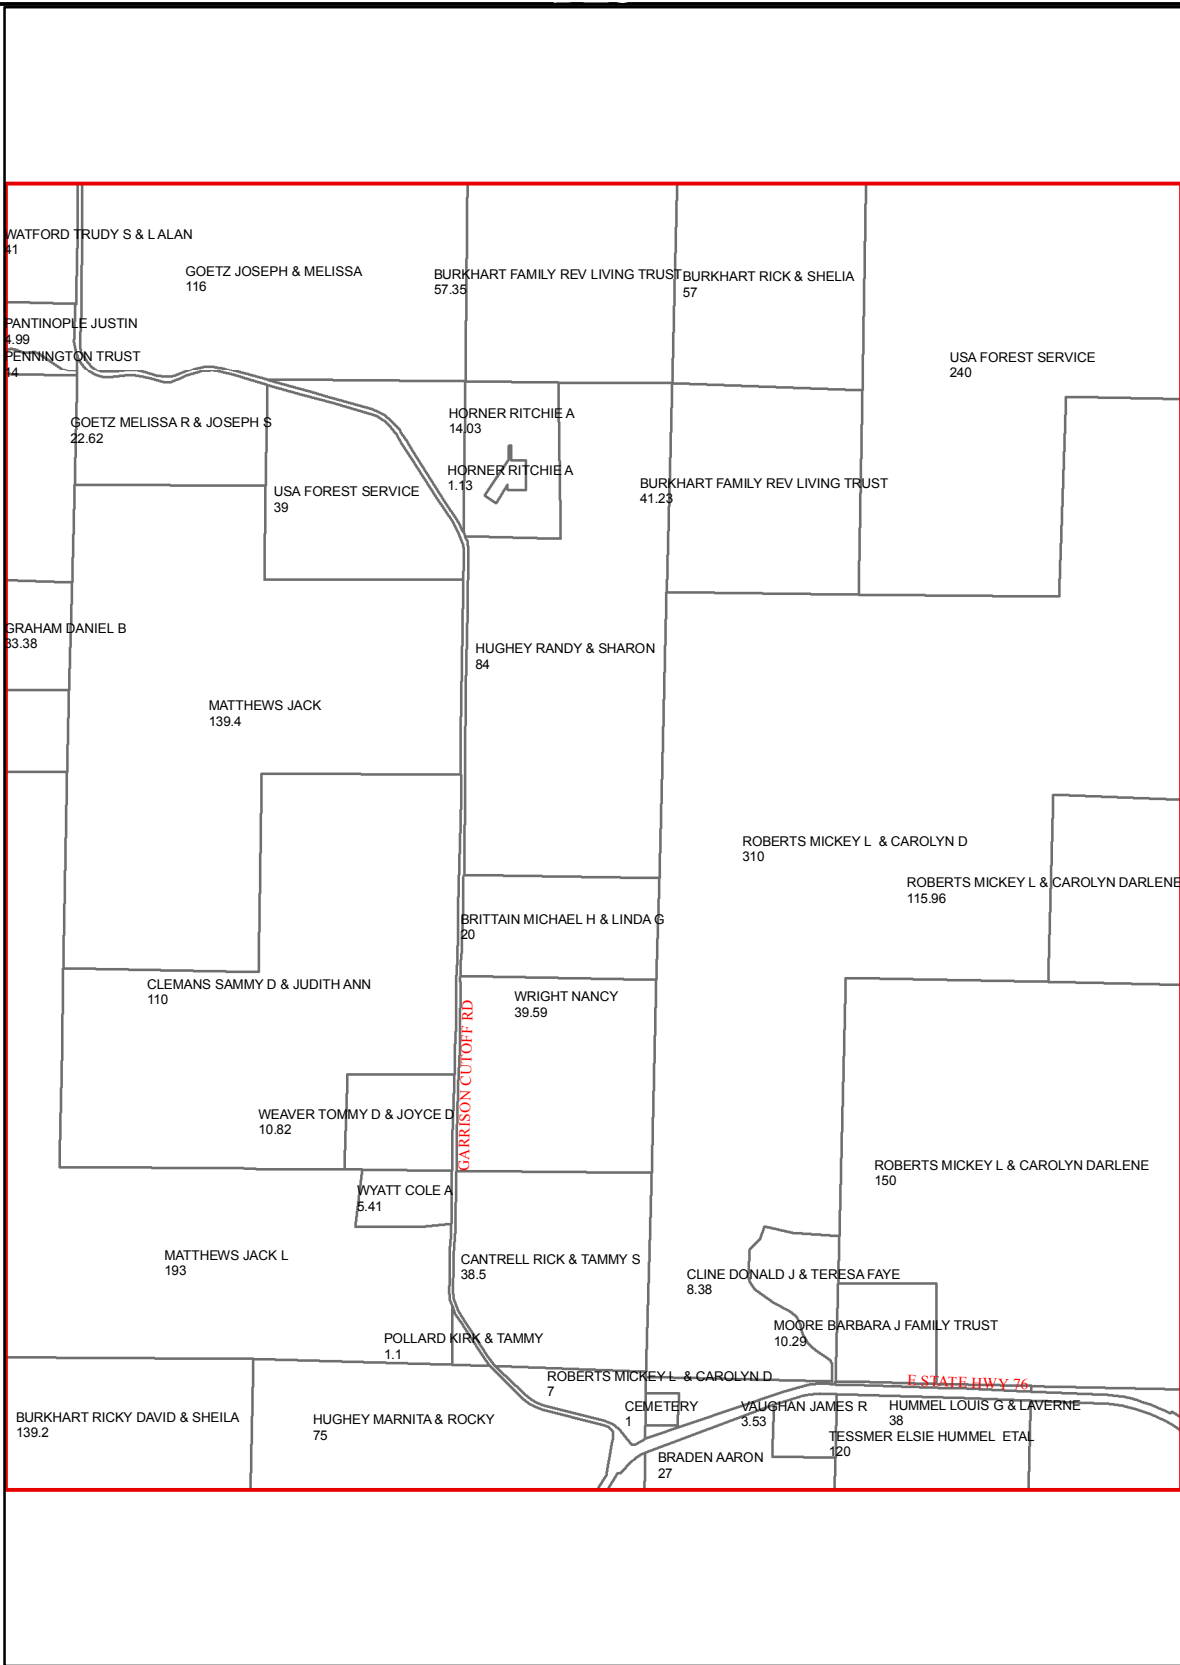 WATFORD TRUDY S & L ALAN
41
GOETZ JOSEPH & MELISSA
116
BURKHART FAMILY REV LIVING TRUST
57.35
BURKHART RICK & SHELIA
57
PANTINOPLE JUSTIN
4.99
PENNINGTON TRUST
14
USA FOREST SERVICE
240
GOETZ MELISSA R & JOSEPH S
22.62
HORNER RITCHIE A
14.03
HORNER RITCHIE A
1.13
USA FOREST SERVICE
39
BURKHART FAMILY REV LIVING TRUST
41.23
GRAHAM DANIEL B
33.38
HUGHEY RANDY & SHARON
84
MATTHEWS JACK
139.4
ROBERTS MICKEY L & CAROLYN D
310
ROBERTS MICKEY L & CAROLYN DARLENE
115.96
BRITTAIN MICHAEL H & LINDA G
20
CLEMANS SAMMY D & JUDITH ANN
110
WRIGHT NANCY
39.59
GARRISON CUTOFF RD
WEAVER TOMMY D & JOYCE D
10.82
ROBERTS MICKEY L & CAROLYN DARLENE
150
WYATT COLE A
5.41
MATTHEWS JACK L
193
CANTRELL RICK & TAMMY S
38.5
CLINE DONALD J & TERESA FAYE
8.38
MOORE BARBARA J FAMILY TRUST
10.29
POLLARD KIRK & TAMMY
1.1
ROBERTS MICKEY L & CAROLYN D
7
E STATE HWY 76
CEMETERY
1
VAUGHAN JAMES R
3.53
HUMMEL LOUIS G & LAVERNE
38
BURKHART RICKY DAVID & SHEILA
139.2
HUGHEY MARNITA & ROCKY
75
TESSMER ELSIE HUMMEL ETAL
120
BRADEN AARON
27